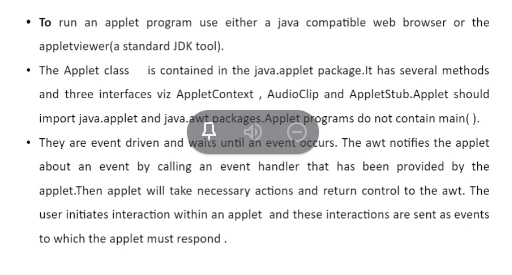 • To run an applet program use either a java compatible web browser or the
appletviewer(a standard JDK tool).
• The Applet class is contained in the java.applet package.It has several methods
and three interfaces viz AppletContext , AudioClip and AppletStub.Applet should
import java.applet and java.awt packages.Applet programs do not contain main( ).
• They are event driven and waits until an event occurs. The awt notifies the applet
about an event by calling an event handler that has been provided by the
applet.Then applet will take necessary actions and return control to the awt. The
user initiates interaction within an applet and these interactions are sent as events
to which the applet must respond .